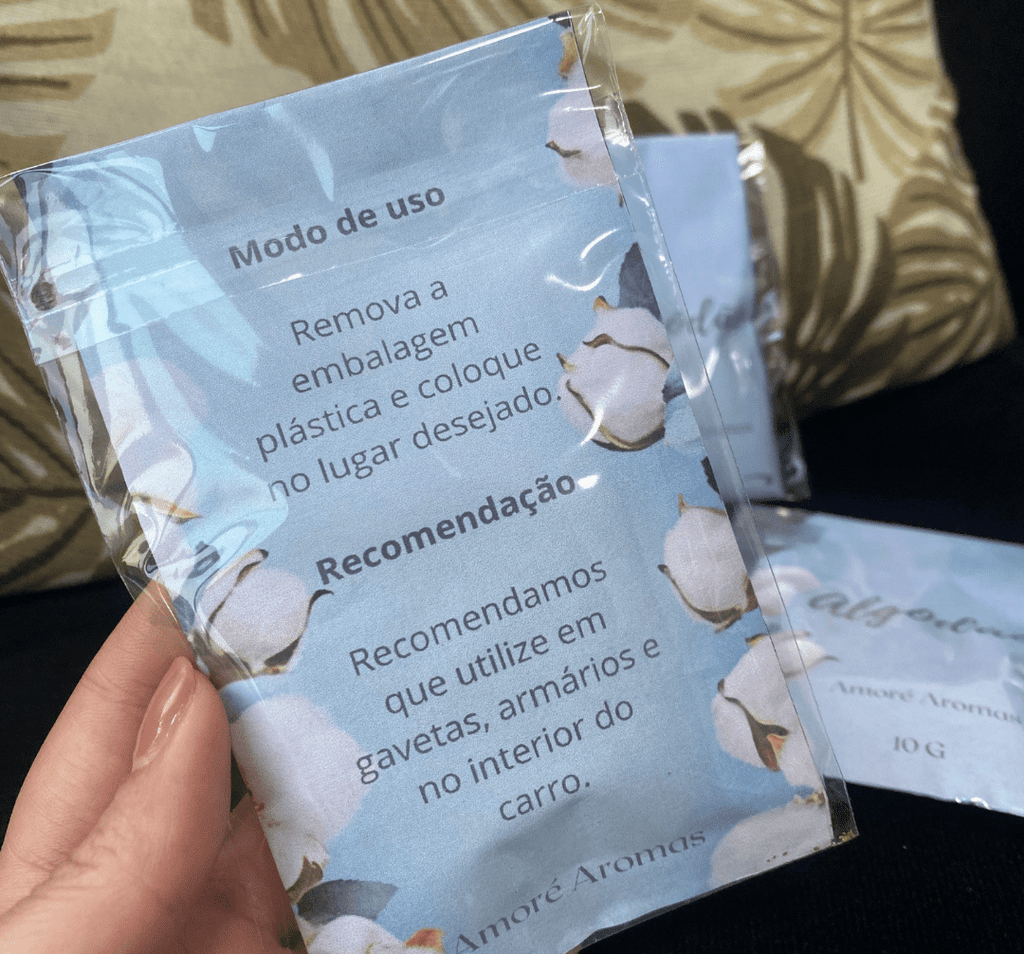 Modo de uso
Remova a
embalagem
plástica e coloque
no lugar desejado.
Recomendação
Recomendamos
que utilize em
gavetas, armários e
no interior do
carro.
Amoré Aromas
Amoré Aromas
10 G